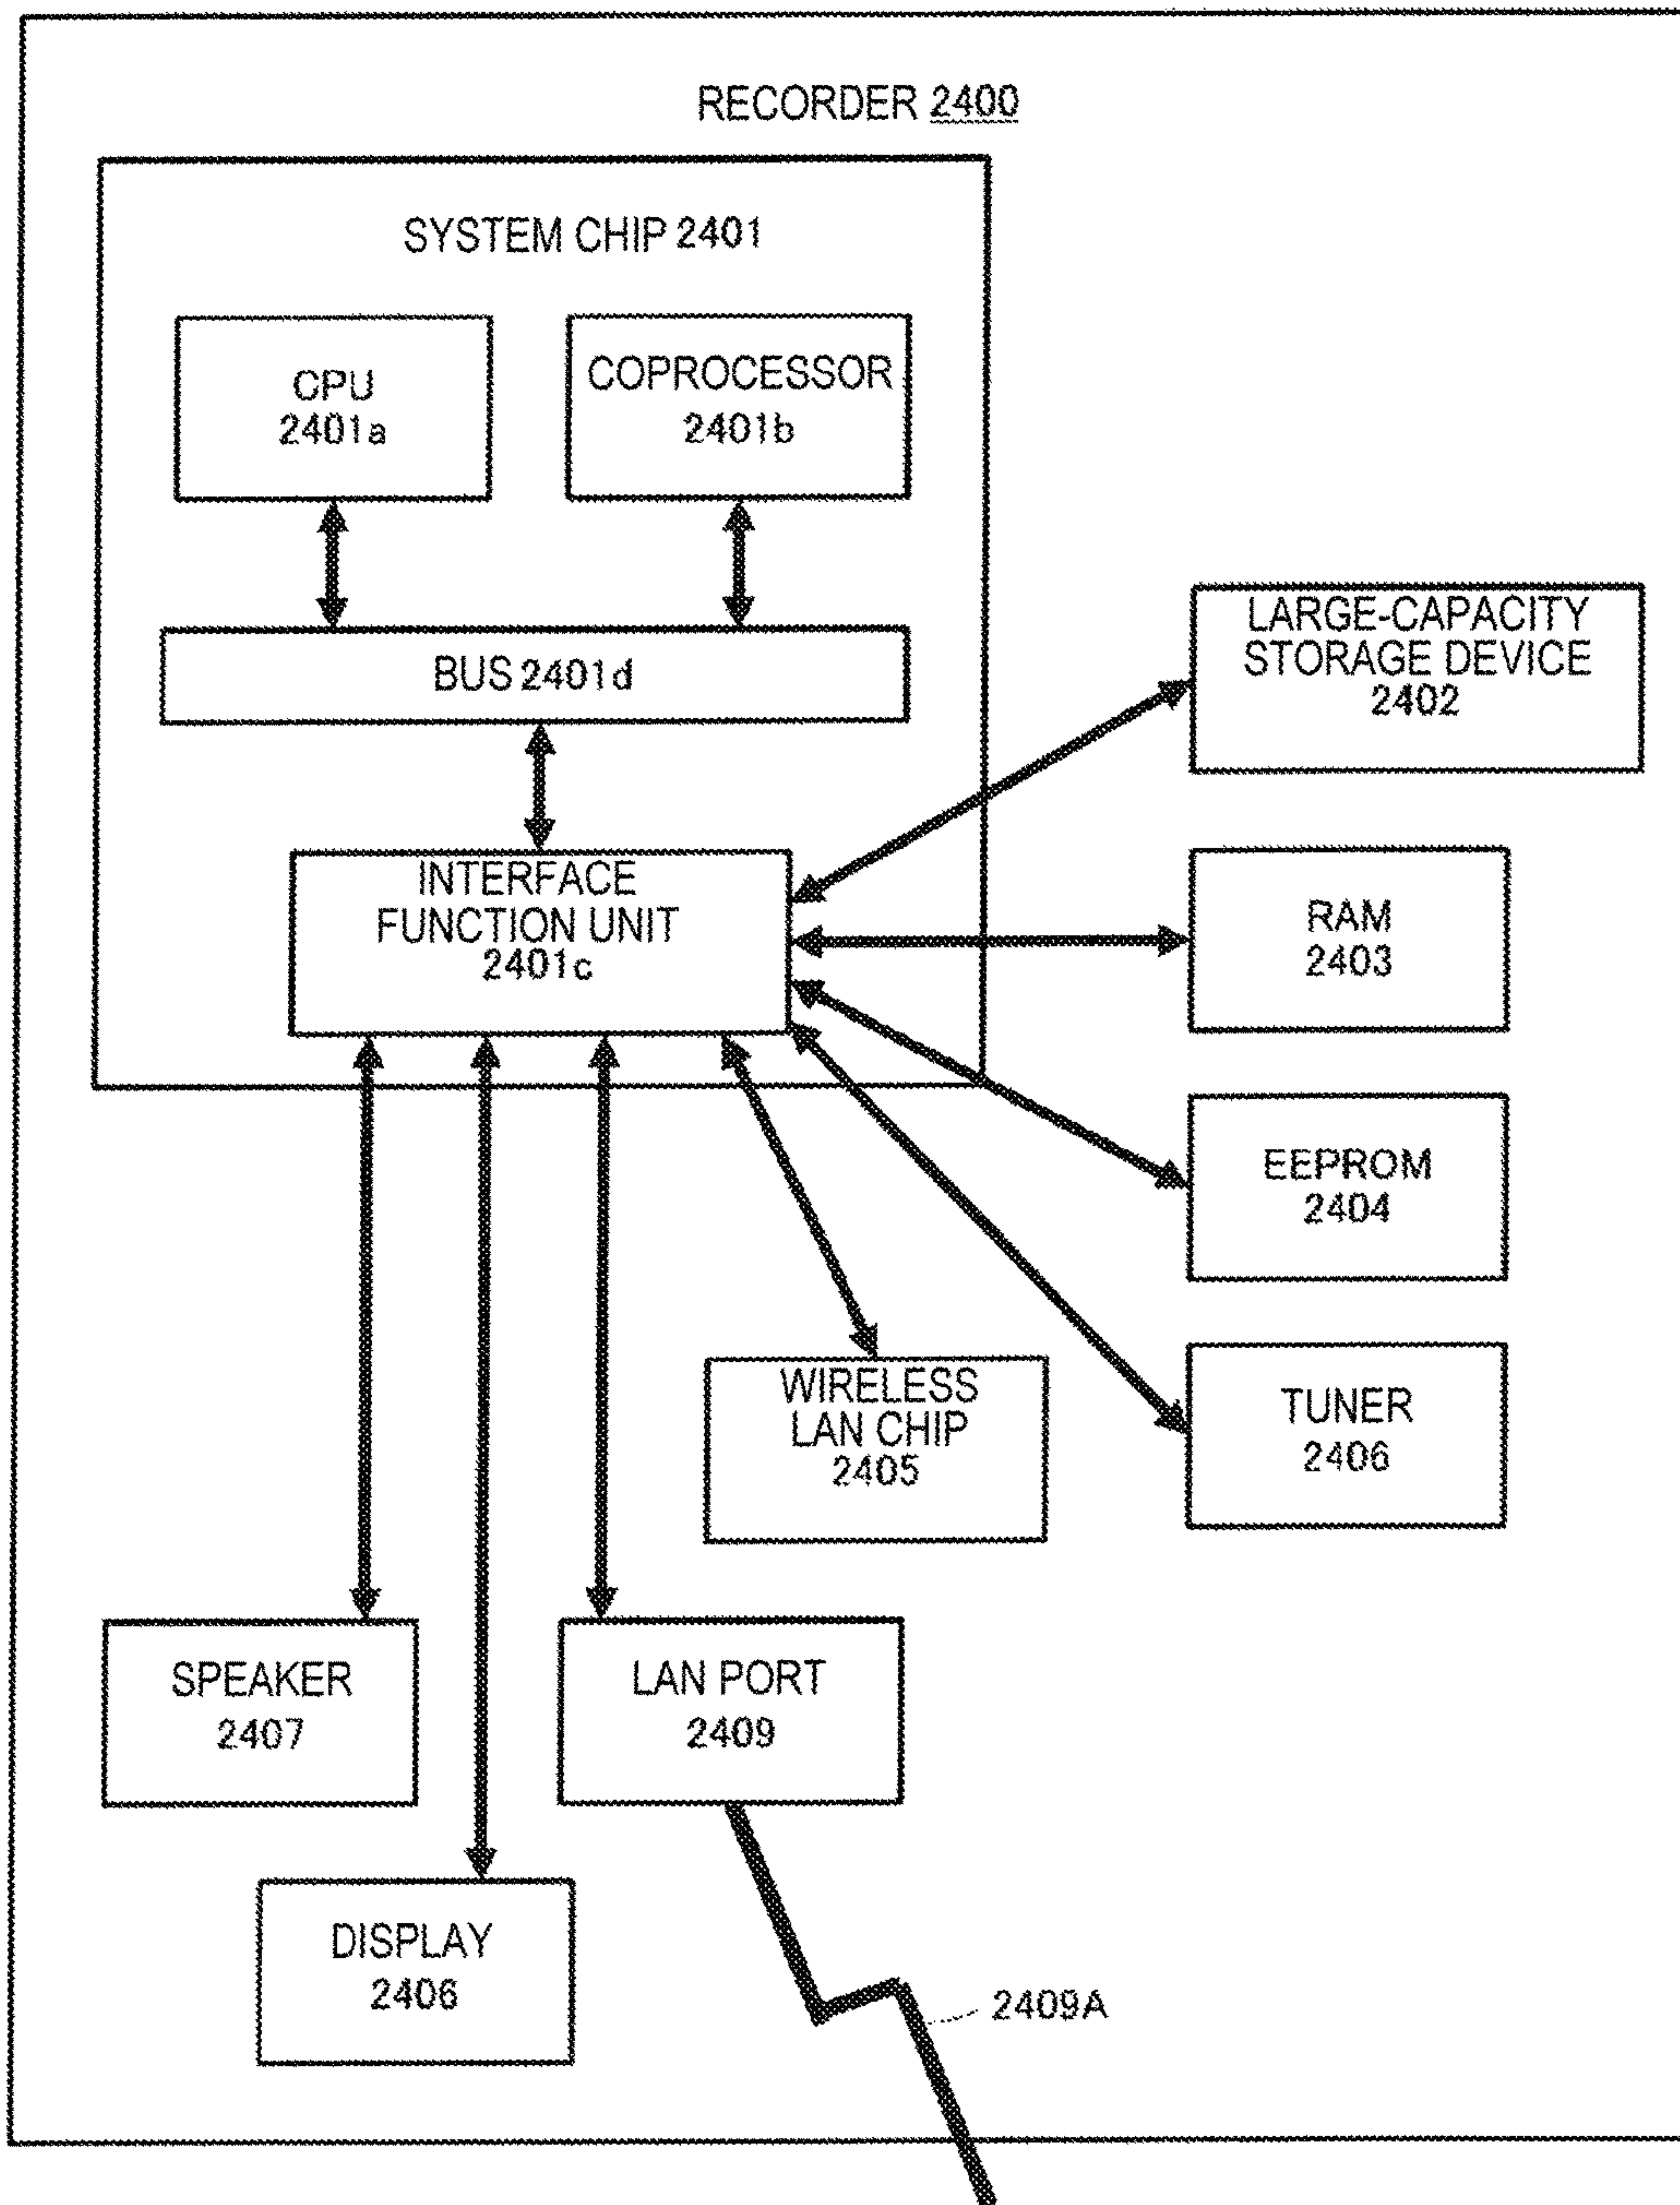 RECORDER 2400
SYSTEM CHIP 2401
CPU
2401a
COPROCESSOR
2401b
BUS 2401d
INTERFACE
FUNCTION UNIT
2401c
LARGE-CAPACITY
STORAGE DEVICE
2402
RAM
2403
EEPROM
2404
TUNER
2406
WIRELESS
LAN CHIP
2405
SPEAKER
2407
LAN PORT
2409
DISPLAY
2406
2409A